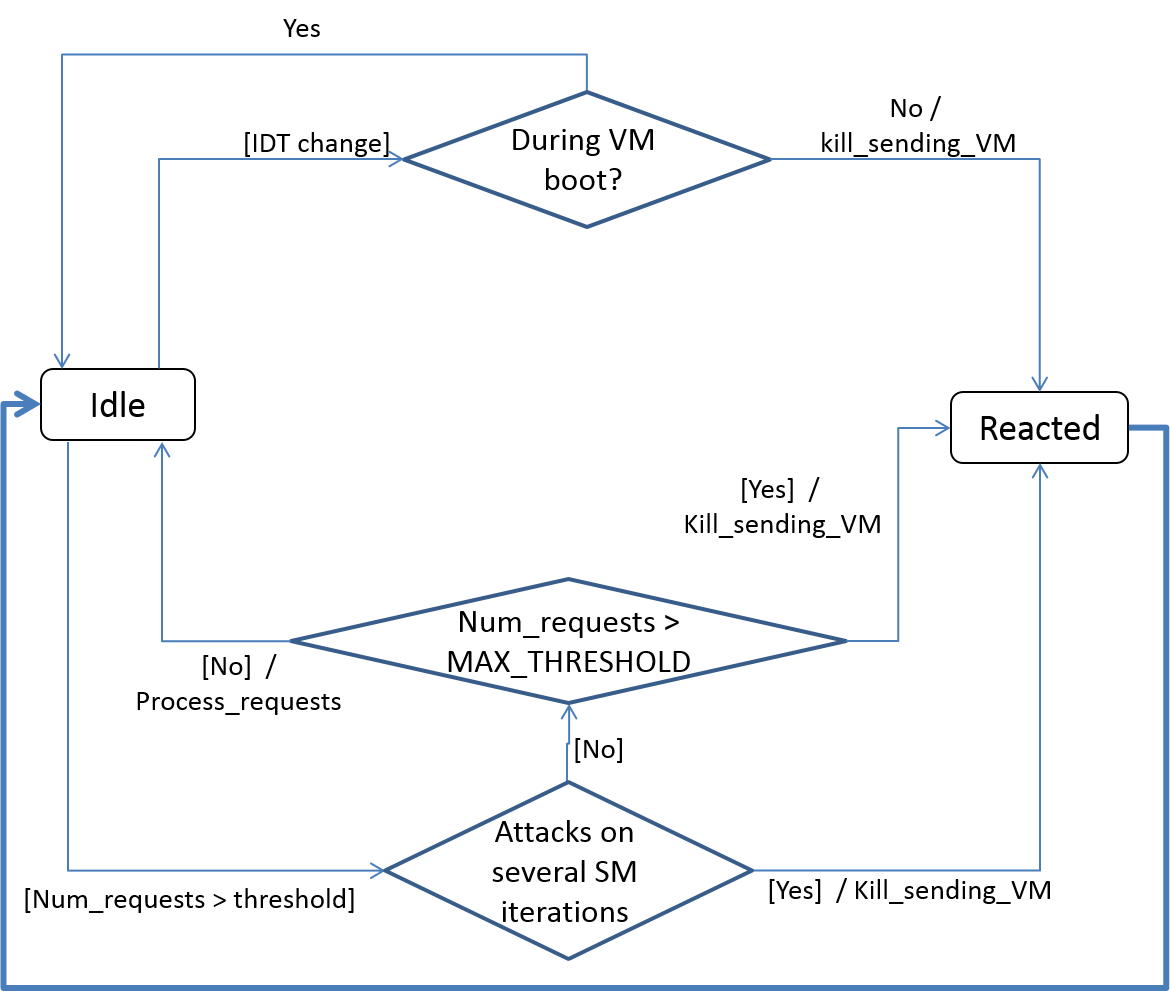 Yes
No /
kill_sending_VM
[IDT change]
During VM
boot?
Idle
Reacted
[Yes] /
Kill_sending_VM
Num_requests >
MAX_THRESHOLD
[No] /
Process_requests
[No]
Attacks on
several SM
iterations
[Num_requests > threshold]
[Yes] / Kill_sending_VM